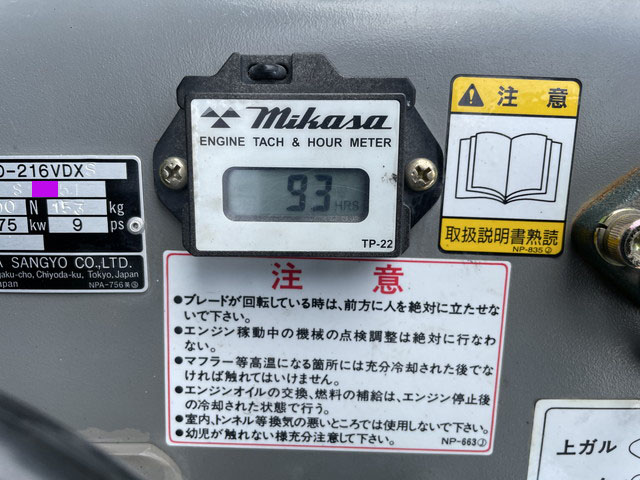 mikasa
ENGINE TACH & HOUR METER
93 HRS
TP-22
注意
取扱説明書熟読
NP-835
-216VDX
N 153 kg
75 kw 9 ps
SANGYO CO.,LTD.
gaku-cho, Chiyoda-ku, Tokyo, Japan
NPA-756
注意
●ブレードが回転している時は、前方に人を絶対に立たせな
いで下さい。
●エンジン稼動中の機械の点検調整は絶対に行なわ
ない。
●マフラー等高温になる箇所には充分冷却された後でな
ければ触れてはいけません。
●エンジンオイルの交換、燃料の補給は、エンジン停止後
の冷却された状態で行う。
●室内、トンネル等換気の悪いところでは使用しないで下さい。
●幼児が触れない様充分注意して下さい。
NP-663
上ガル